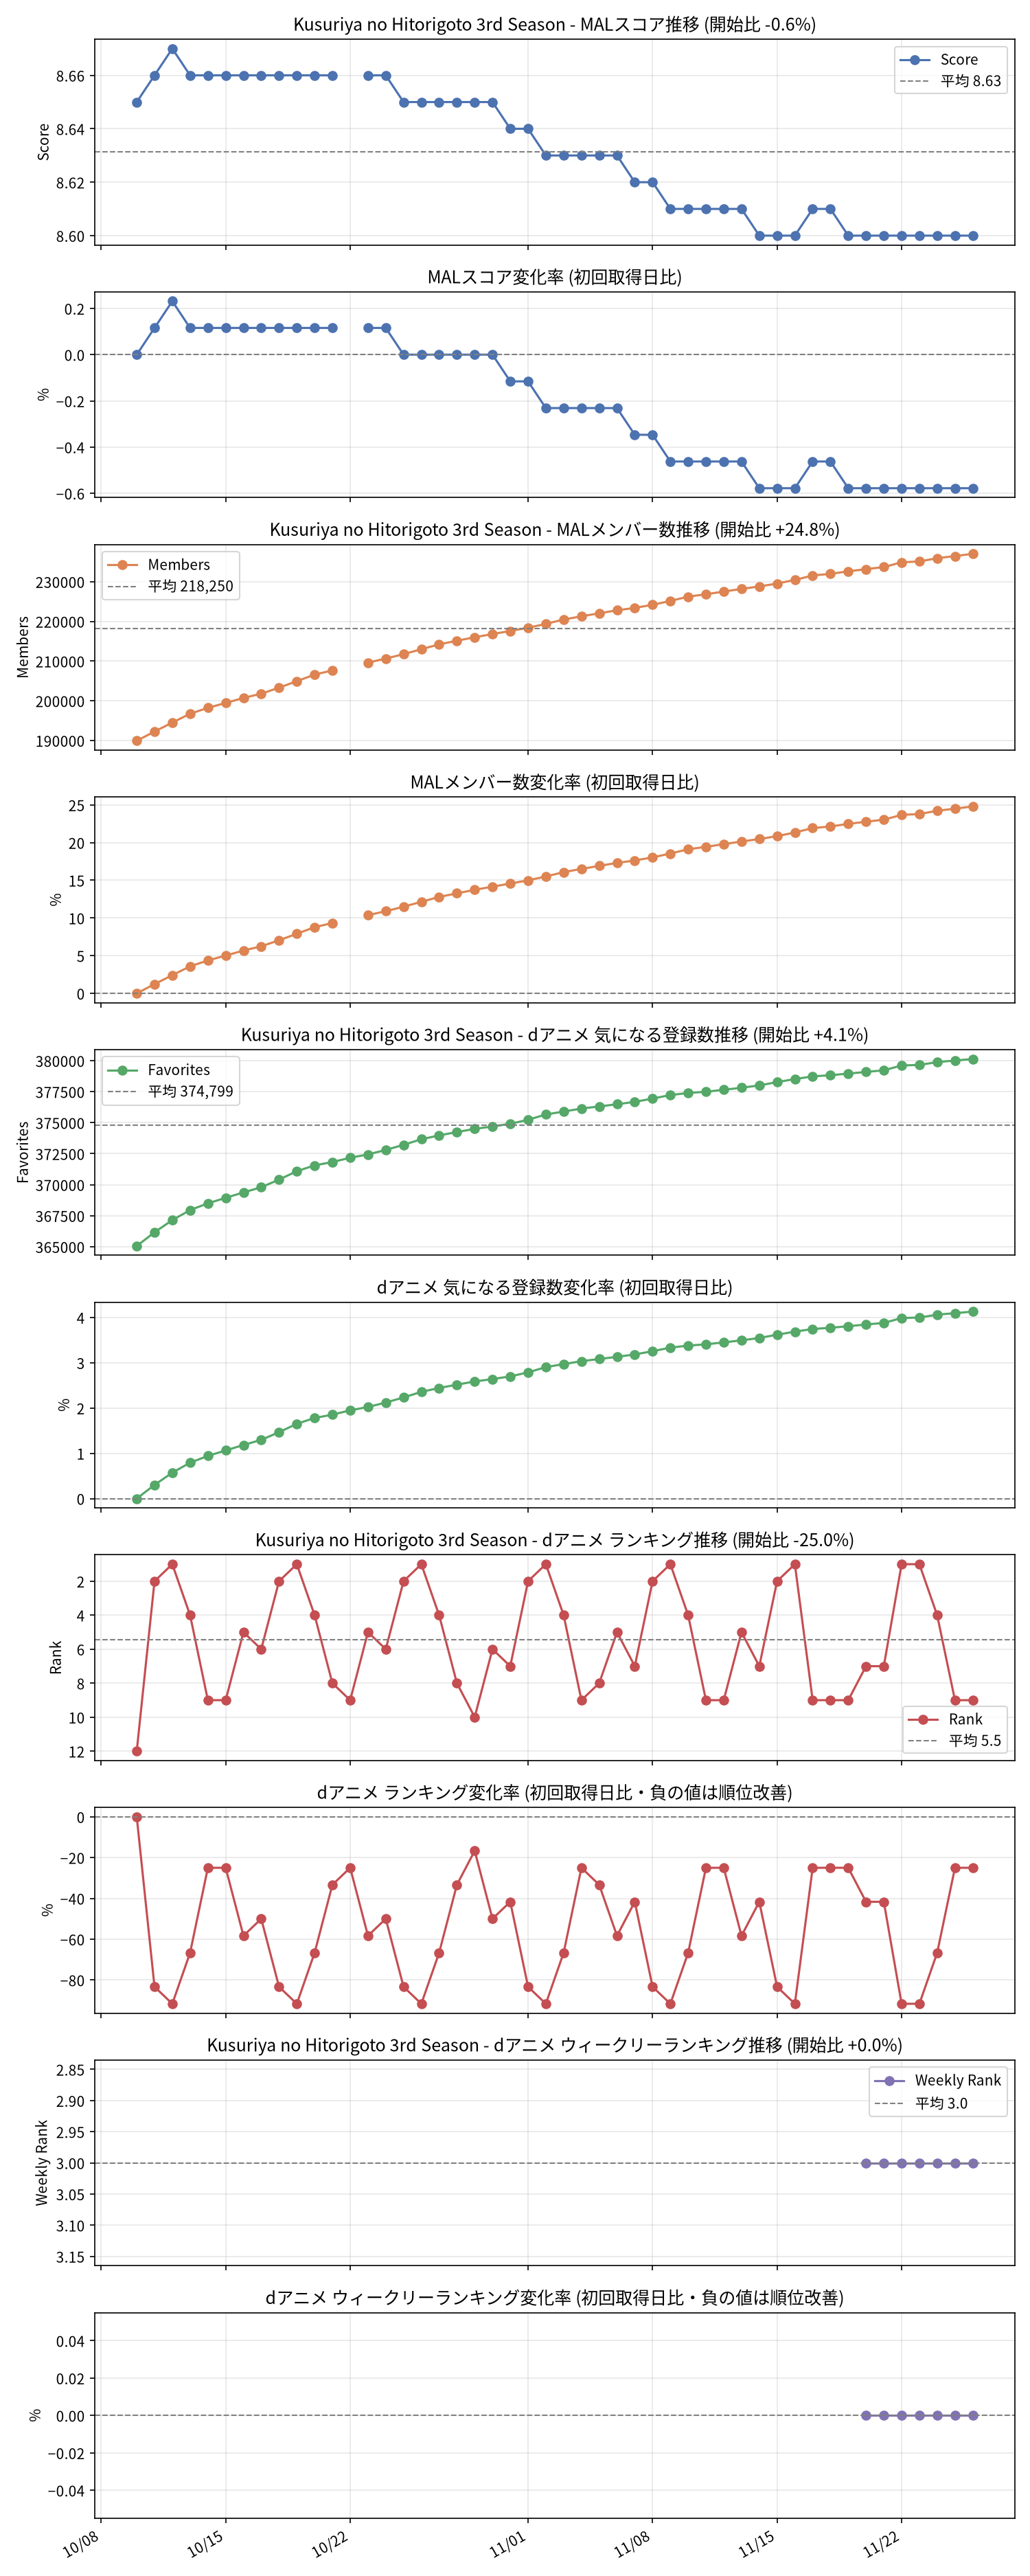 Kusuriya no Hitorigoto 3rd Season - MALスコア推移 (開始比 -0.6%)
Score
8.66
8.64
8.62
8.60
Score
平均 8.63
MALスコア変化率 (初回取得日比)
%
0.2
0.0
−0.2
−0.4
−0.6
Kusuriya no Hitorigoto 3rd Season - MALメンバー数推移 (開始比 +24.8%)
Members
230000
220000
210000
200000
190000
Members
平均 218,250
MALメンバー数変化率 (初回取得日比)
%
25
20
15
10
5
0
Kusuriya no Hitorigoto 3rd Season - dアニメ 気になる登録数推移 (開始比 +4.1%)
Favorites
380000
377500
375000
372500
370000
367500
365000
Favorites
平均 374,799
dアニメ 気になる登録数変化率 (初回取得日比)
%
4
3
2
1
0
Kusuriya no Hitorigoto 3rd Season - dアニメ ランキング推移 (開始比 -25.0%)
Rank
2
4
6
8
10
12
Rank
平均 5.5
dアニメ ランキング変化率 (初回取得日比・負の値は順位改善)
%
0
−20
−40
−60
−80
Kusuriya no Hitorigoto 3rd Season - dアニメ ウィークリーランキング推移 (開始比 +0.0%)
Weekly Rank
2.85
2.90
2.95
3.00
3.05
3.10
3.15
Weekly Rank
平均 3.0
dアニメ ウィークリーランキング変化率 (初回取得日比・負の値は順位改善)
%
0.04
0.02
0.00
−0.02
−0.04
10/08
10/15
10/22
11/01
11/08
11/15
11/22